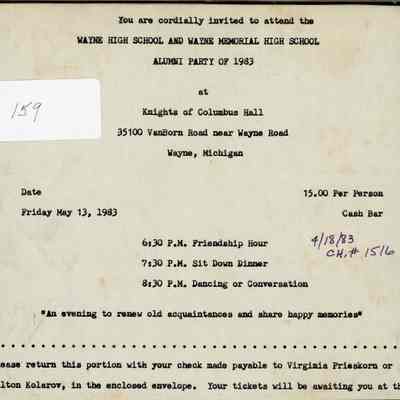 You are cordially invited to attend the
WAYNE HIGH SCHOOL AND WAYNE MEMORIAL HIGH SCHOOL
ALUMNI PARTY OF 1983
at
159
Knights of Columbus Hall
35100 VanBorn Road near Wayne Road
Wayne, Michigan
Date 15.00 Per Person
Friday May 13, 1983 Cash Bar
6:30 P.M. Friendship Hour 4/18/83
CH.# 1516
7:30 P.M. Sit Down Dinner
8:30 P.M. Dancing or Conversation
"An evening to renew old acquaintances and share happy memories"
lease return this portion with your check made payable to Virginia Prieskorn or
lton Kolarov, in the enclosed envelope. Your tickets will be awaiting you at th